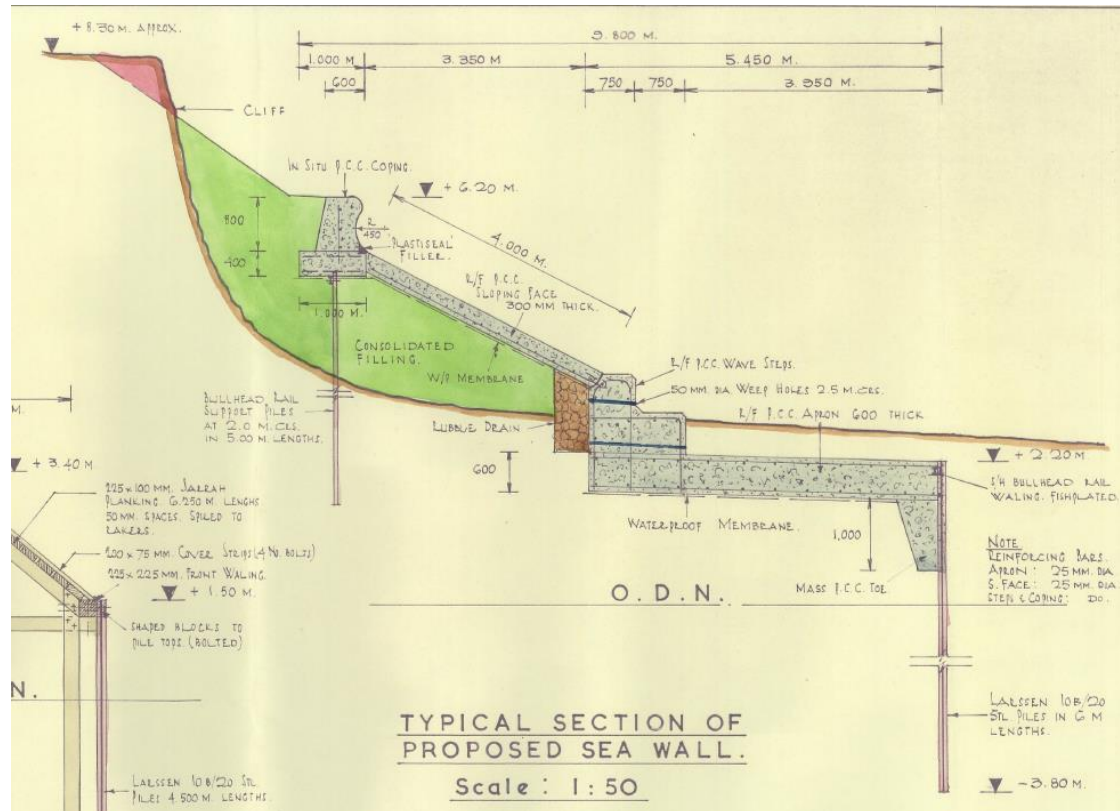 + 8.30 M. APPROX.
9.800 M.
1.000 M.
3.350 M
5.450 M.
600
750
750
3.950 M.
CLIFF
IN SITU P.C.C. COPING.
+ 6.20 M.
800
R
450
PLASTISEAL
FILLER.
4.000 M.
400
R/F P.C.C.
SLOPING FACE
300 MM THICK.
1.000 M.
CONSOLIDATED
FILLING.
W/P MEMBRANE
R/F P.C.C. WAVE STEPS.
50 MM. DIA WEEP HOLES 2.5 M. CRS.
R/F P.C.C. APRON 600 THICK
BULLHEAD RAIL
SUPPORT PILES
AT 2.0 M. CRS.
IN 5.00 M. LENGTHS.
RUBBLE DRAIN
M.
+ 3.40 M.
600
+ 2.20 M
225 x 100 MM. JARRAH
PLANKING. 6.250 M. LENGHS
50 MM. SPACES. SPIKED TO
RAKERS.
S/H BULLHEAD RAIL
WALING. FISHPLATED.
WATERPROOF MEMBRANE.
1,000
200 x 75 MM. COVER STRIPS (4 NO. BOLTS)
225 x 225 MM. FRONT WALING.
+ 1.50 M.
NOTE
REINFORCING BARS.
APRON: 25 MM. DIA
S. FACE: 25 MM. DIA
STEPS & COPING: DO.
O.D.N.
MASS P.C.C. TOE
SHAPED BLOCKS TO
PILE TOPS. (BOLTED)
N.
LARSSEN 10B/20
STL. PILES IN 6 M
LENGTHS.
TYPICAL SECTION OF
PROPOSED SEA WALL.
Scale: 1:50
LARSSEN 10B/20 STL.
PILES 4.500 M. LENGTHS.
- 3.80 M.